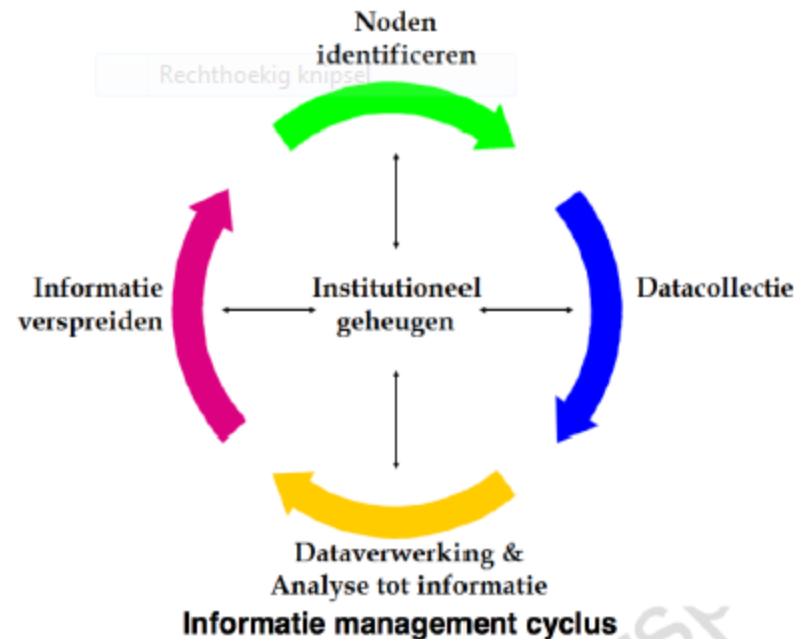 Noden
identificeren
Rechthoekig knipsel
Informatie
verspreiden
Institutioneel
geheugen
Datacollectie
Dataverwerking &
Analyse tot informatie
Informatie management cyclus